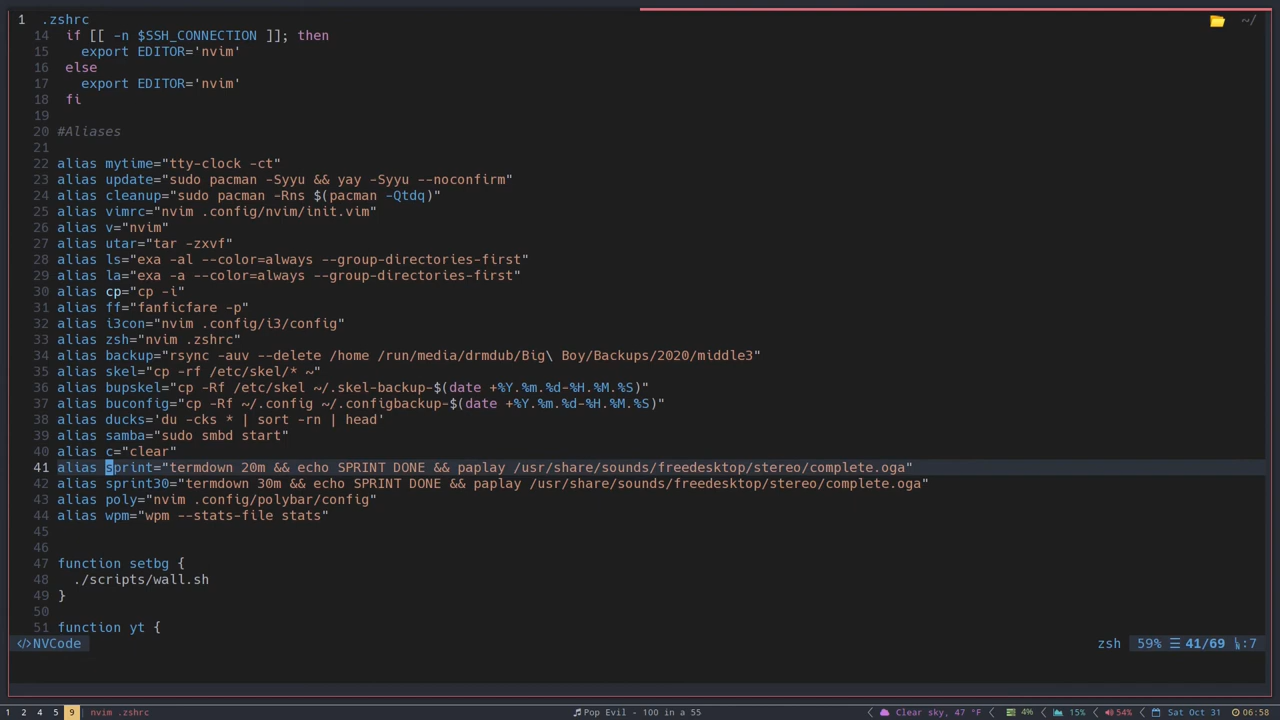 1 .zshrc ~/
14 if [[ -n $SSH_CONNECTION ]]; then
15 export EDITOR='nvim'
16 else
17 export EDITOR='nvim'
18 fi
19
20 #Aliases
21
22 alias mytime="tty-clock -ct"
23 alias update="sudo pacman -Syyu && yay -Syyu --noconfirm"
24 alias cleanup="sudo pacman -Rns $(pacman -Qtdq)"
25 alias vimrc="nvim .config/nvim/init.vim"
26 alias v="nvim"
27 alias utar="tar -zxvf"
28 alias ls="exa -al --color=always --group-directories-first"
29 alias la="exa -a --color=always --group-directories-first"
30 alias cp="cp -i"
31 alias ff="fanficfare -p"
32 alias i3con="nvim .config/i3/config"
33 alias zsh="nvim .zshrc"
34 alias backup="rsync -auv --delete /home /run/media/drmdub/Big\ Boy/Backups/2020/middle3"
35 alias skel="cp -rf /etc/skel/* ~"
36 alias bupskel="cp -Rf /etc/skel ~/.skel-backup-$(date +%Y.%m.%d-%H.%M.%S)"
37 alias buconfig="cp -Rf ~/.config ~/.configbackup-$(date +%Y.%m.%d-%H.%M.%S)"
38 alias ducks='du -cks * | sort -rn | head'
39 alias samba="sudo smbd start"
40 alias c="clear"
41 alias sprint="termdown 20m && echo SPRINT DONE && paplay /usr/share/sounds/freedesktop/stereo/complete.oga"
42 alias sprint30="termdown 30m && echo SPRINT DONE && paplay /usr/share/sounds/freedesktop/stereo/complete.oga"
43 alias poly="nvim .config/polybar/config"
44 alias wpm="wpm --stats-file stats"
45
46
47 function setbg {
48 ./scripts/wall.sh
49 }
50
51 function yt {
</>NVCode zsh 59% ☰ 41/69 :7
1 2 4 5 9 nvim .zshrc Pop Evil - 100 in a 55 Clear sky, 47 °F 4% 15% 54% Sat Oct 31 06:58